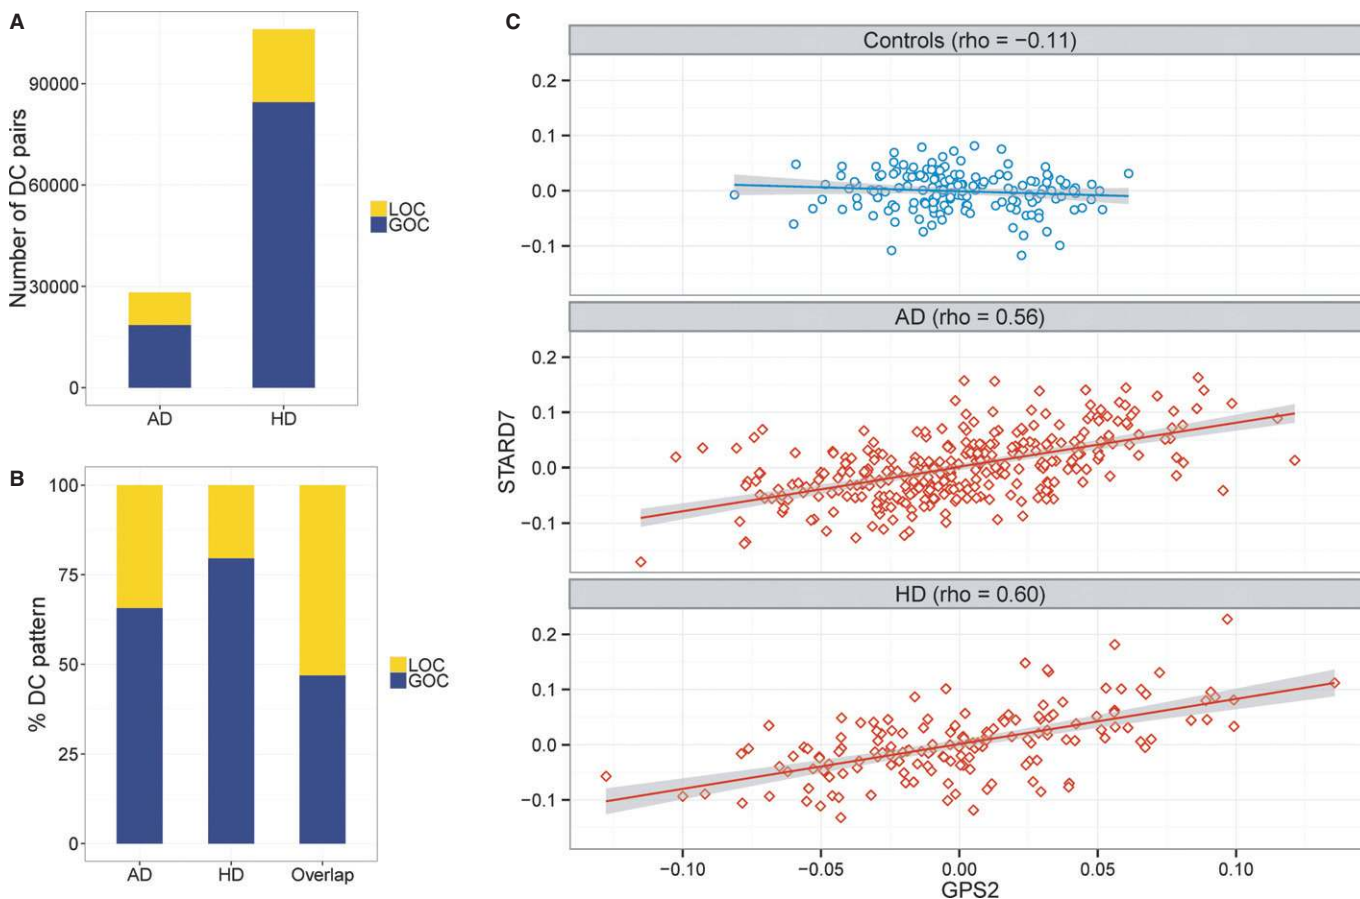 A
Number of DC pairs
90000
60000
30000
0
AD
HD
LOC
GOC
B
% DC pattern
100
75
50
25
0
AD
HD
Overlap
LOC
GOC
C
Controls (rho = −0.11)
0.2
0.1
0.0
−0.1
AD (rho = 0.56)
0.2
0.1
0.0
−0.1
STARD7
HD (rho = 0.60)
0.2
0.1
0.0
−0.1
−0.10
−0.05
0.00
0.05
0.10
GPS2